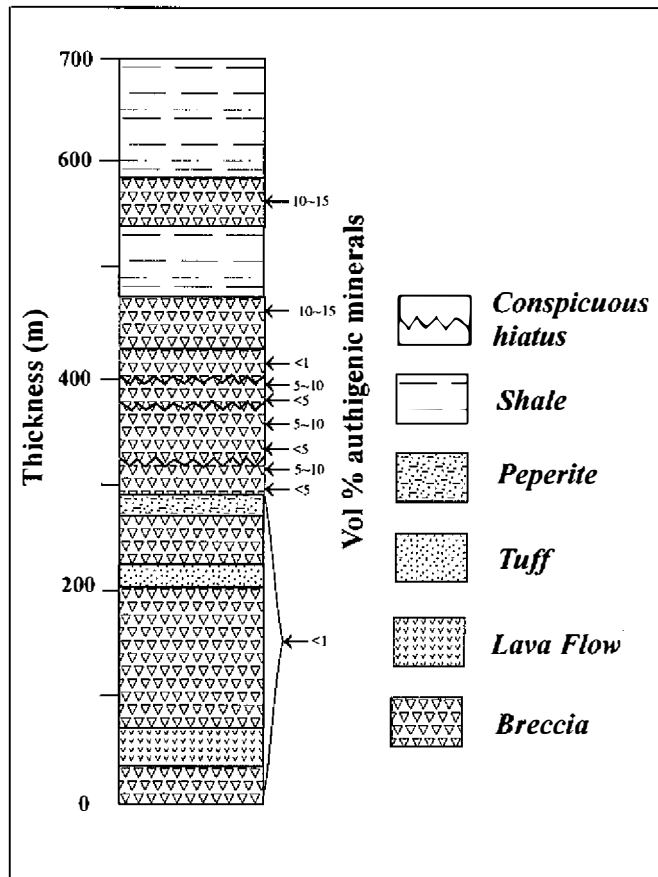 700
600
400
200
0
Thickness (m)
10~15
10~15
<1
5~10
<5
5~10
<5
5~10
<5
<1
Vol % authigenic minerals
Conspicuous
hiatus
Shale
Peperite
Tuff
Lava Flow
Breccia